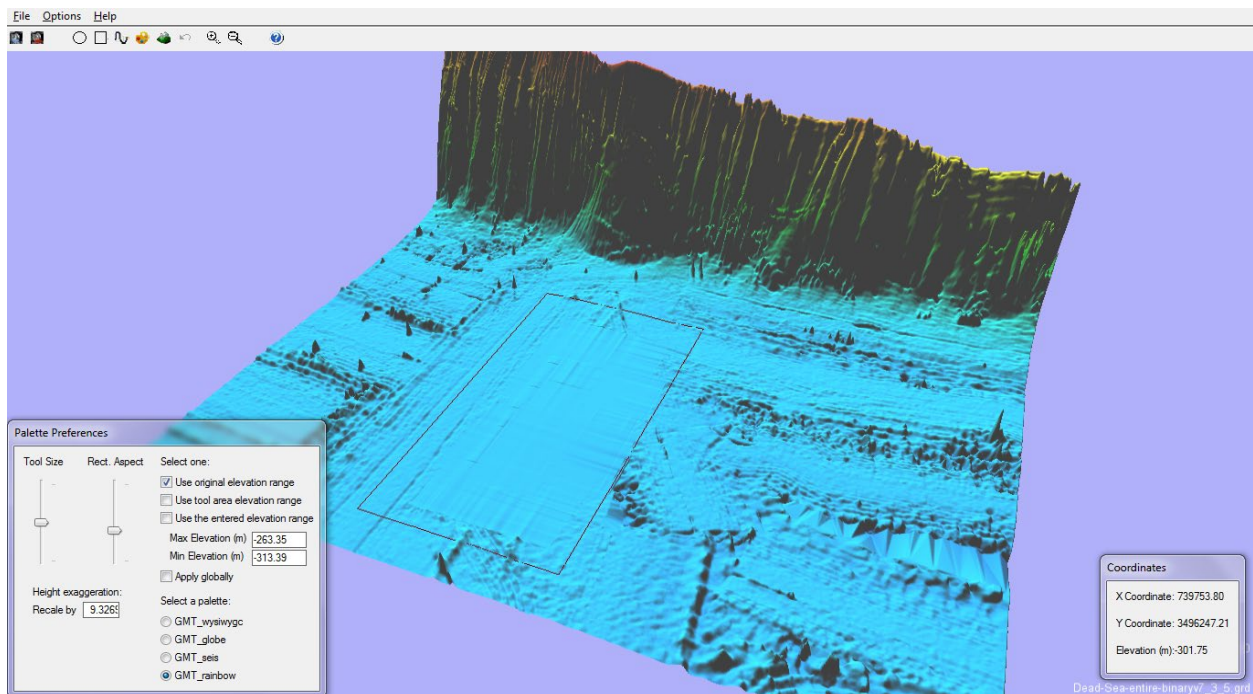 File Options Help
Palette Preferences
Tool Size Rect. Aspect Select one:
Use original elevation range
Use tool area elevation range
Use the entered elevation range
Max Elevation (m) -263.35
Min Elevation (m) -313.39
Apply globally
Height exaggeration:
Recale by 9.326
Select a palette:
GMT_wysiwygc
GMT_globe
GMT_seis
GMT_rainbow
Coordinates
X Coordinate: 739753.80
Y Coordinate: 3496247.21
Elevation (m):-301.75
Dead-Sea-entire-binaryv7_3_5.grd